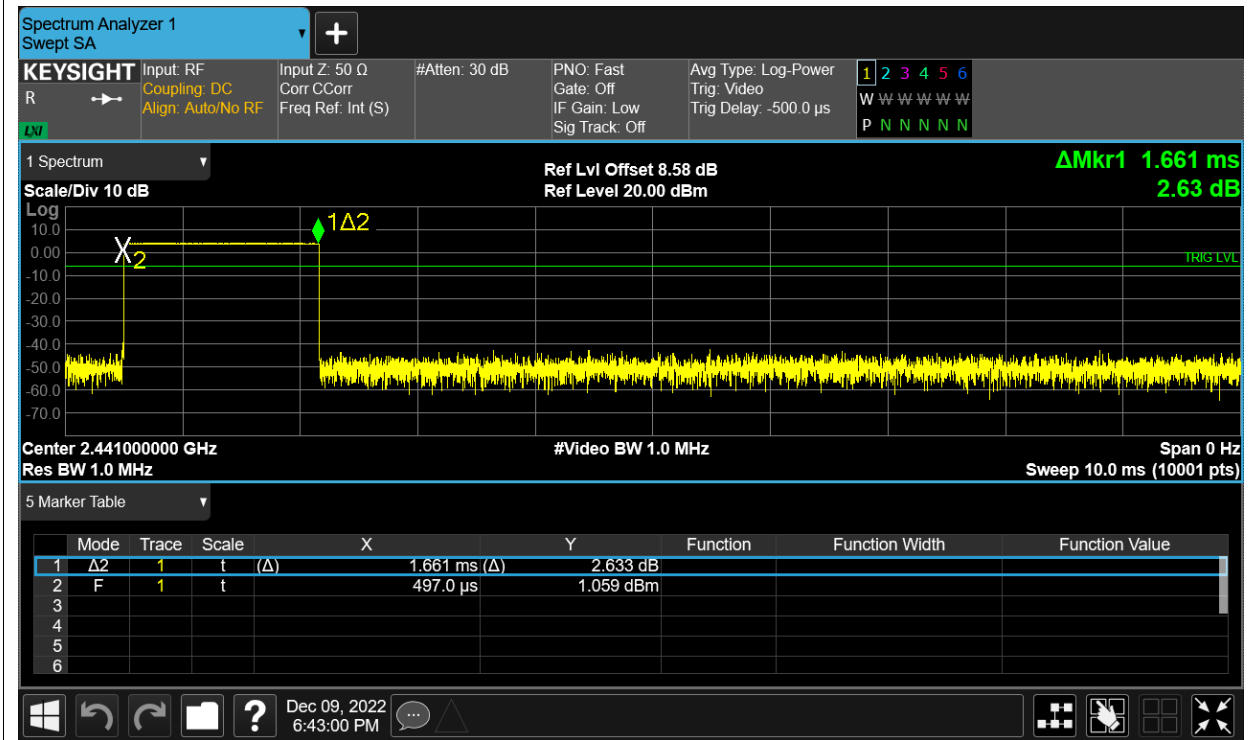 Spectrum Analyzer 1
Swept SA
+
KEYSIGHT Input: RF Input Z: 50 Ω #Atten: 30 dB PNO: Fast Avg Type: Log-Power 1 2 3 4 5 6
R Coupling: DC Corr CCorr Gate: Off Trig: Video
Align: Auto/No RF Freq Ref: Int (S) IF Gain: Low Trig Delay: -500.0 µs W W W W W W
LXI Sig Track: Off P N N N N N
1 Spectrum Ref Lvl Offset 8.58 dB ΔMkr1 1.661 ms
Scale/Div 10 dB Ref Level 20.00 dBm 2.63 dB
Log
10.0 1Δ2
0.00 X 2 TRIG LVL
-10.0
-20.0
-30.0
-40.0
-50.0
-60.0
-70.0
Center 2.441000000 GHz #Video BW 1.0 MHz Span 0 Hz
Res BW 1.0 MHz Sweep 10.0 ms (10001 pts)
5 Marker Table
Mode Trace Scale X Y Function Function Width Function Value
1 Δ2 1 t (Δ) 1.661 ms (Δ) 2.633 dB
2 F 1 t 497.0 µs 1.059 dBm
3
4
5
6
? Dec 09, 2022
6:43:00 PM